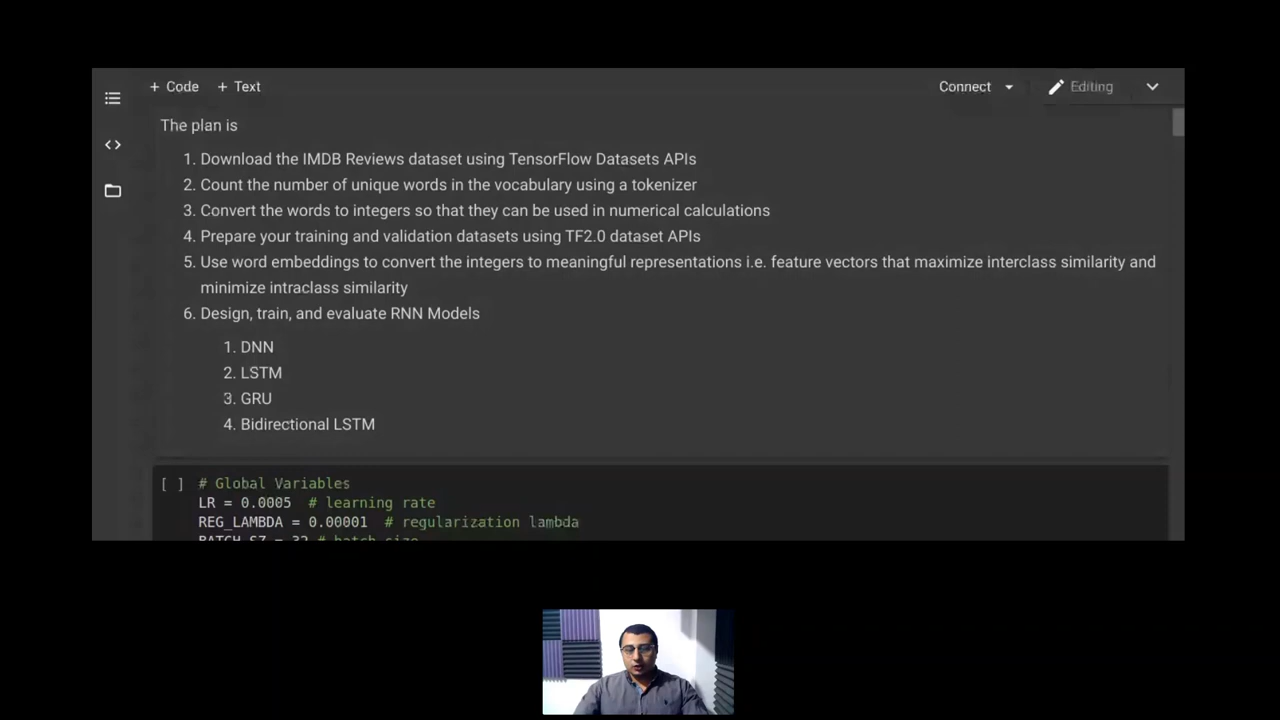 + Code + Text
Connect
Editing
The plan is
1. Download the IMDB Reviews dataset using TensorFlow Datasets APIs
2. Count the number of unique words in the vocabulary using a tokenizer
3. Convert the words to integers so that they can be used in numerical calculations
4. Prepare your training and validation datasets using TF2.0 dataset APIs
5. Use word embeddings to convert the integers to meaningful representations i.e. feature vectors that maximize interclass similarity and
minimize intraclass similarity
6. Design, train, and evaluate RNN Models
1. DNN
2. LSTM
3. GRU
4. Bidirectional LSTM
[ ] # Global Variables
LR = 0.0005 # learning rate
REG_LAMBDA = 0.00001 # regularization lambda
BATCH_SZ = 32 # batch size